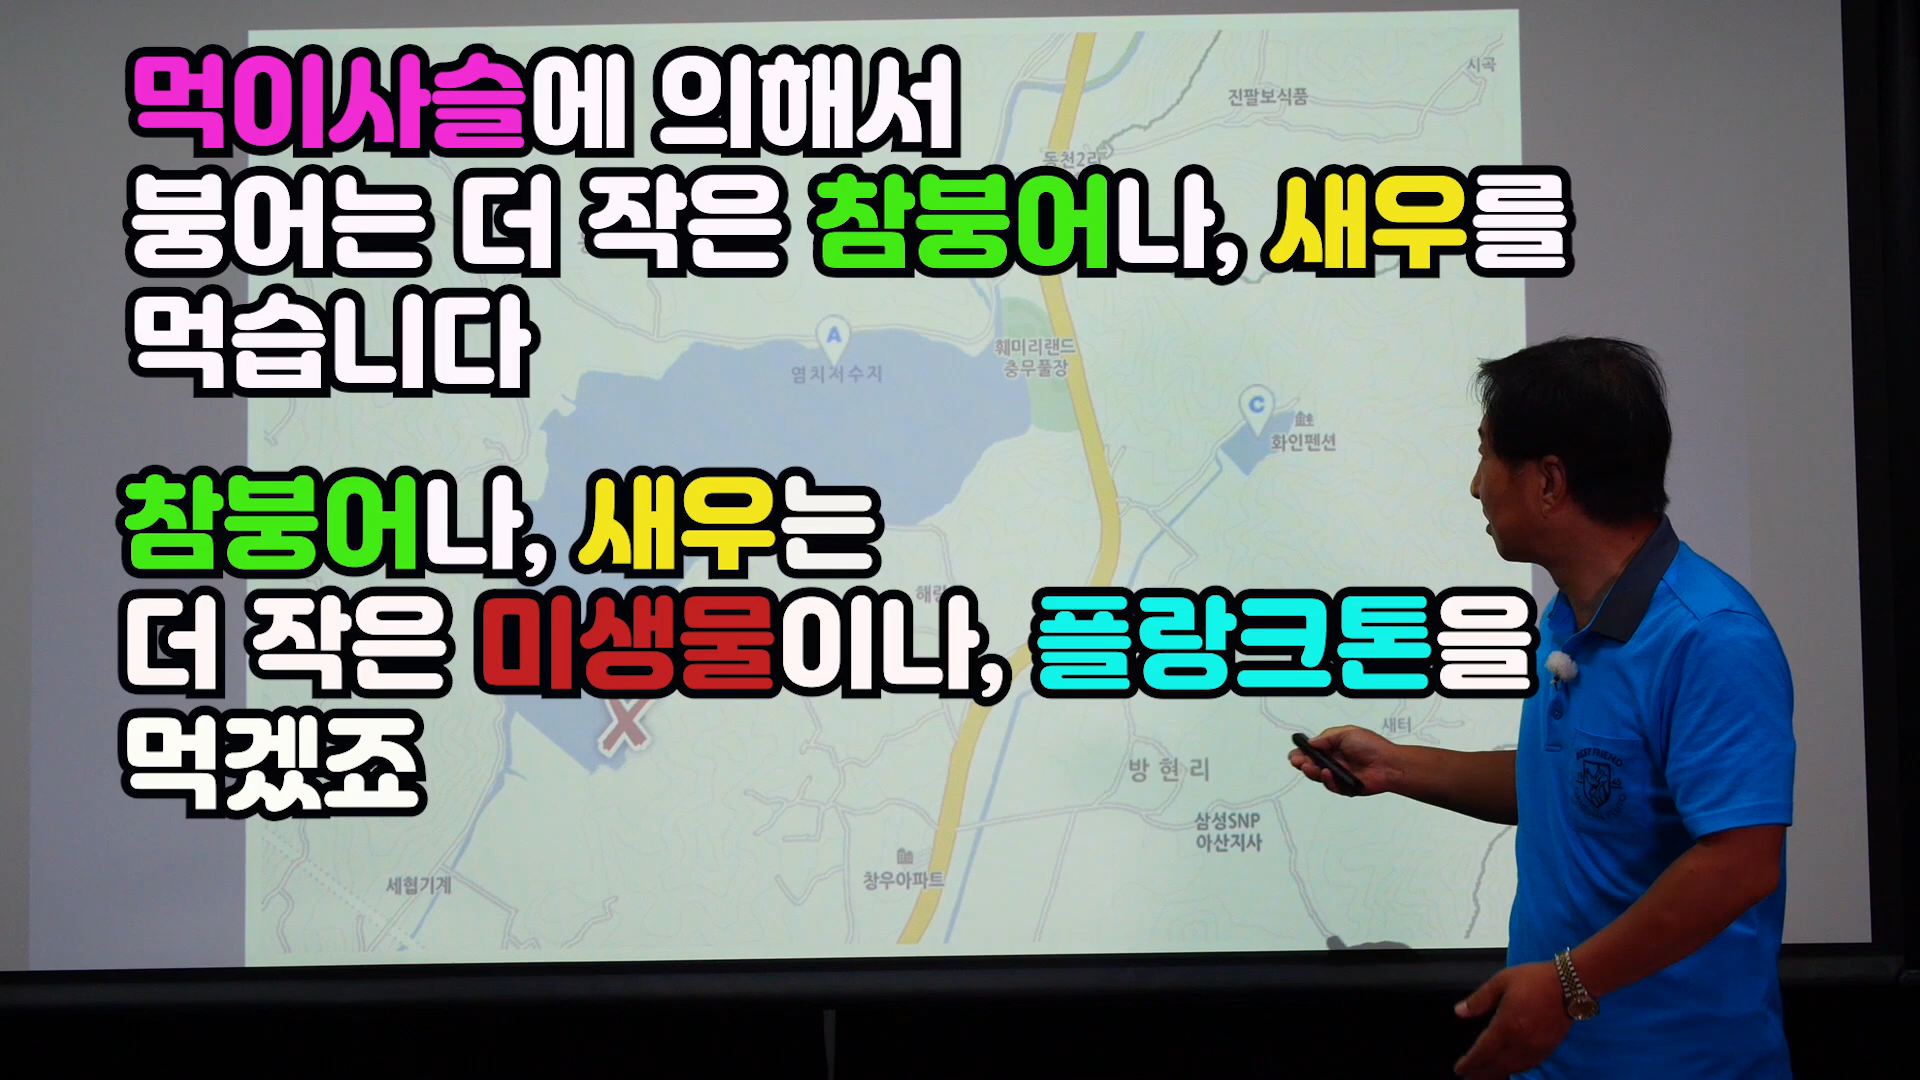 먹이사슬에 의해서
붕어는 더 작은 참붕어나, 새우를
먹습니다
참붕어나, 새우는
더 작은 미생물이나, 플랑크톤을
먹겠죠
시곡
진팔보식품
동천2리
A
염치저수지
훼미리랜드
충무풀장
C
화인펜션
해링
새터
방현리
삼성SNP
아산지사
창우아파트
세협기계
BEST FRIEND